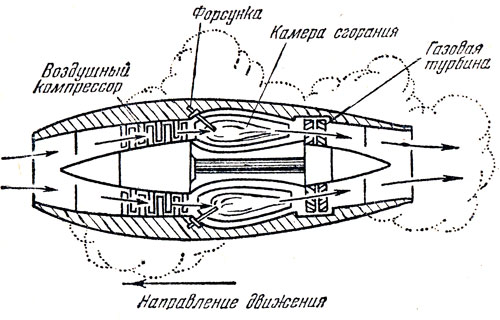 Форсунка
Камера сгорания
Газовая
турбина
Воздушный
компрессор
Направление движения